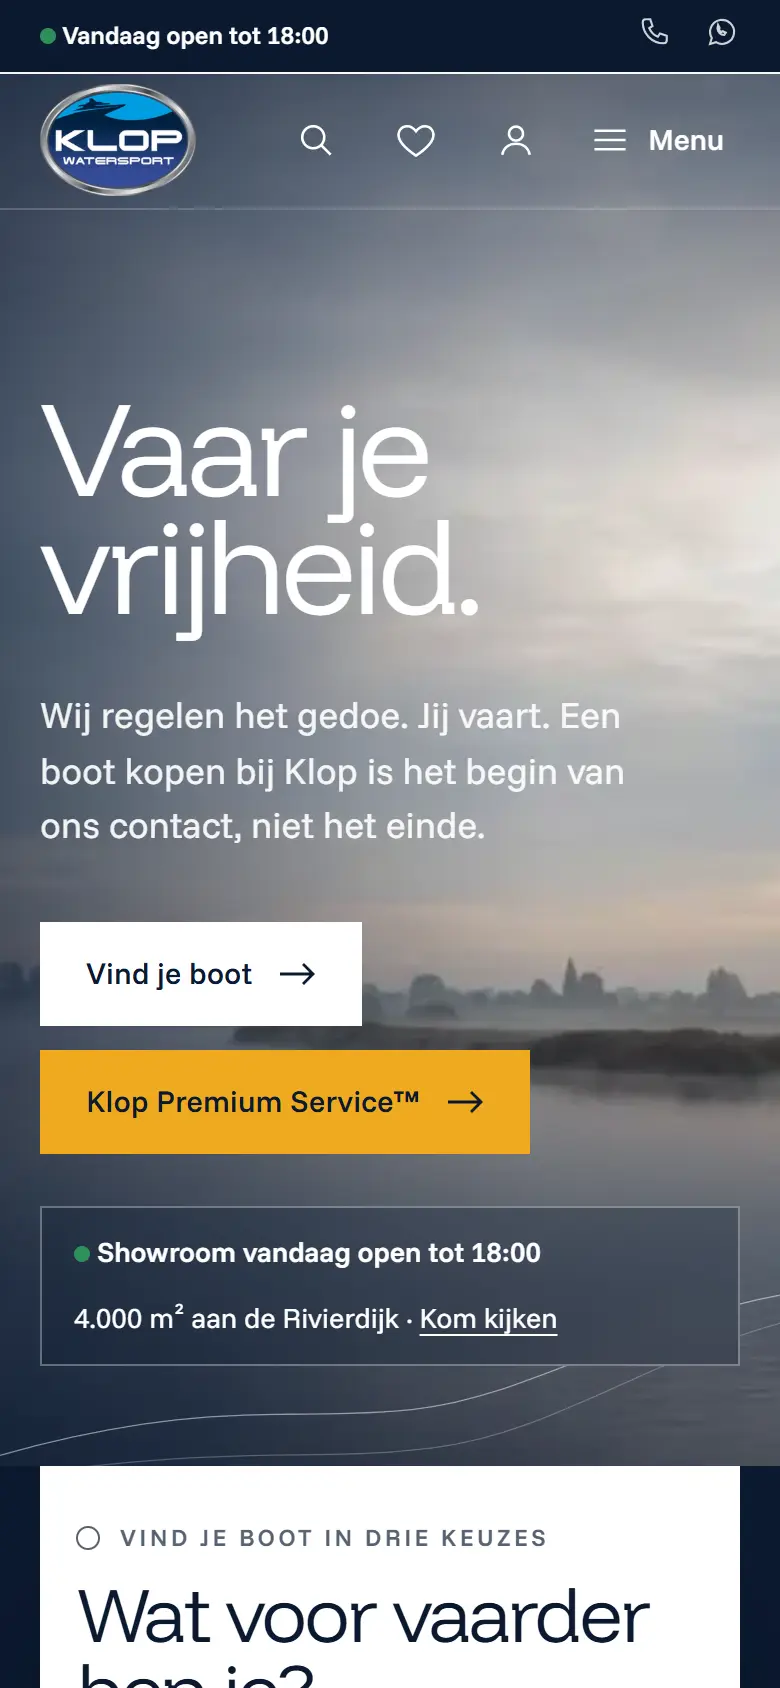 Vandaag open tot 18:00
KLOP
WATERSPORT
Menu
Vaar je
vrijheid.
Wij regelen het gedoe. Jij vaart. Een
boot kopen bij Klop is het begin van
ons contact, niet het einde.
Vind je boot →
Klop Premium Service™ →
Showroom vandaag open tot 18:00
4.000 m² aan de Rivierdijk · Kom kijken
VIND JE BOOT IN DRIE KEUZES
Wat voor vaarder
ben je?